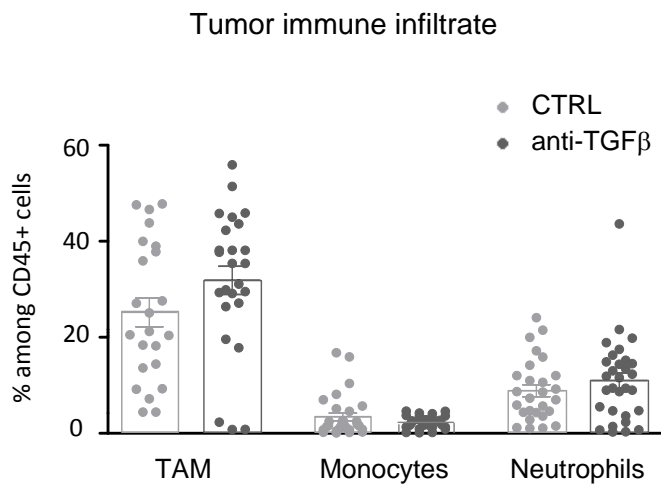 Tumor immune infiltrate
CTRL
anti-TGFβ
% among CD45+ cells
60
40
20
0
TAM
Monocytes
Neutrophils